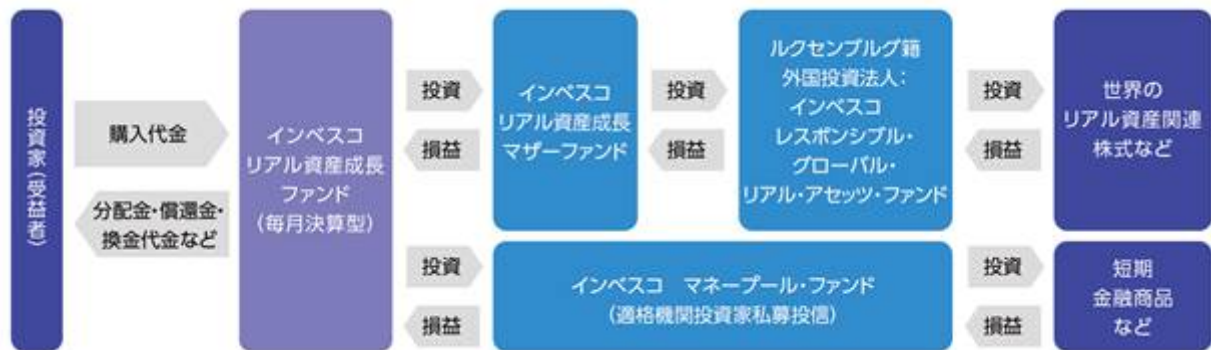 投資家(受益者)
購入代金
分配金・償還金・
換金代金など
インベスコ
リアル資産成長
ファンド
(毎月決算型)
投資
損益
インベスコ
リアル資産成長
マザーファンド
投資
損益
ルクセンブルグ籍
外国投資法人:
インベスコ
レスポンシブル・
グローバル・
リアル・アセッツ・ファンド
投資
損益
世界の
リアル資産関連
株式など
投資
損益
インベスコ　マネープール・ファンド
(適格機関投資家私募投信)
投資
損益
短期
金融商品
など